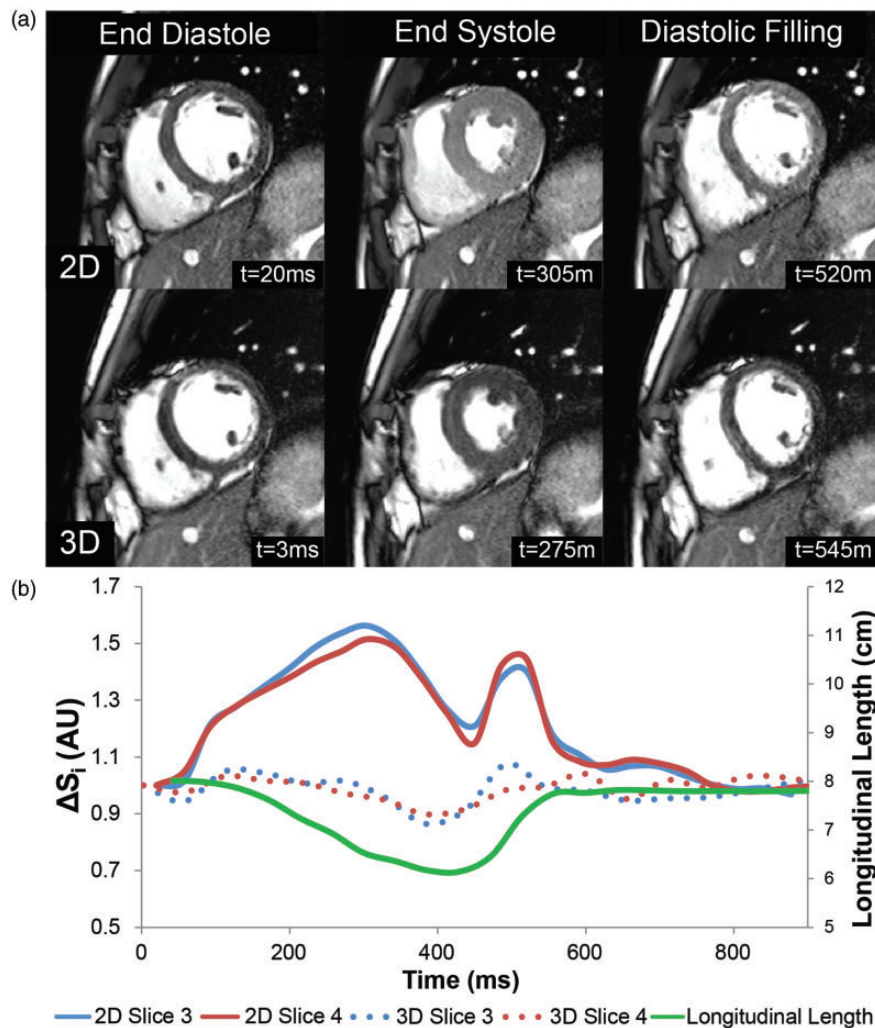 (a)
End Diastole
End Systole
Diastolic Filling
2D
t=20ms
t=305m
t=520m
3D
t=3ms
t=275m
t=545m
(b)
1.7
1.5
1.3
1.1
0.9
0.7
0.5
ΔSi (AU)
12
11
10
9
8
7
6
5
Longitudinal Length (cm)
0
200
400
600
800
Time (ms)
2D Slice 3
2D Slice 4
3D Slice 3
3D Slice 4
Longitudinal Length